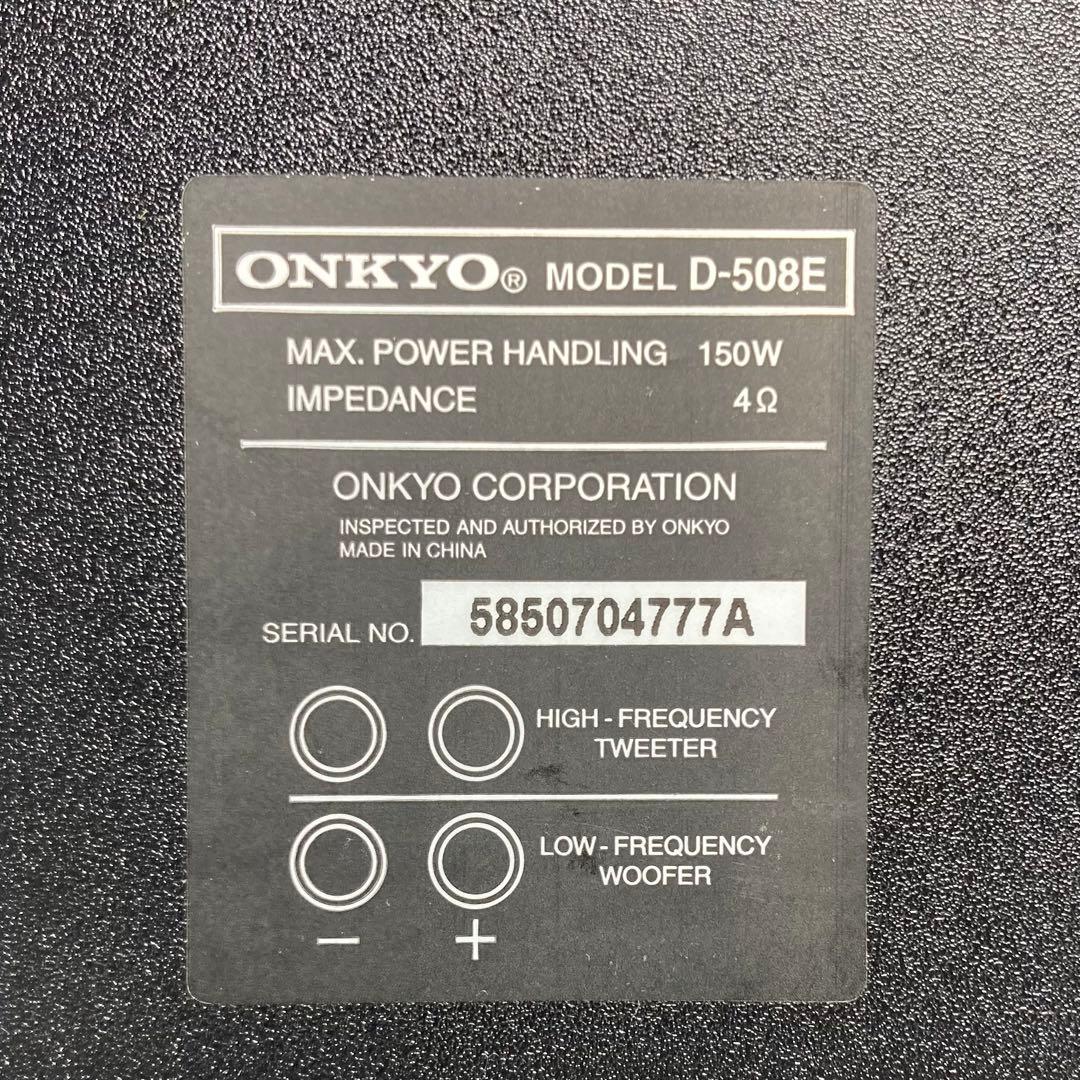 ONKYO® MODEL D-508E
MAX. POWER HANDLING 150W
IMPEDANCE 4Ω
ONKYO CORPORATION
INSPECTED AND AUTHORIZED BY ONKYO
MADE IN CHINA
SERIAL NO. 5850704777A
HIGH - FREQUENCY
TWEETER
LOW - FREQUENCY
WOOFER
− +